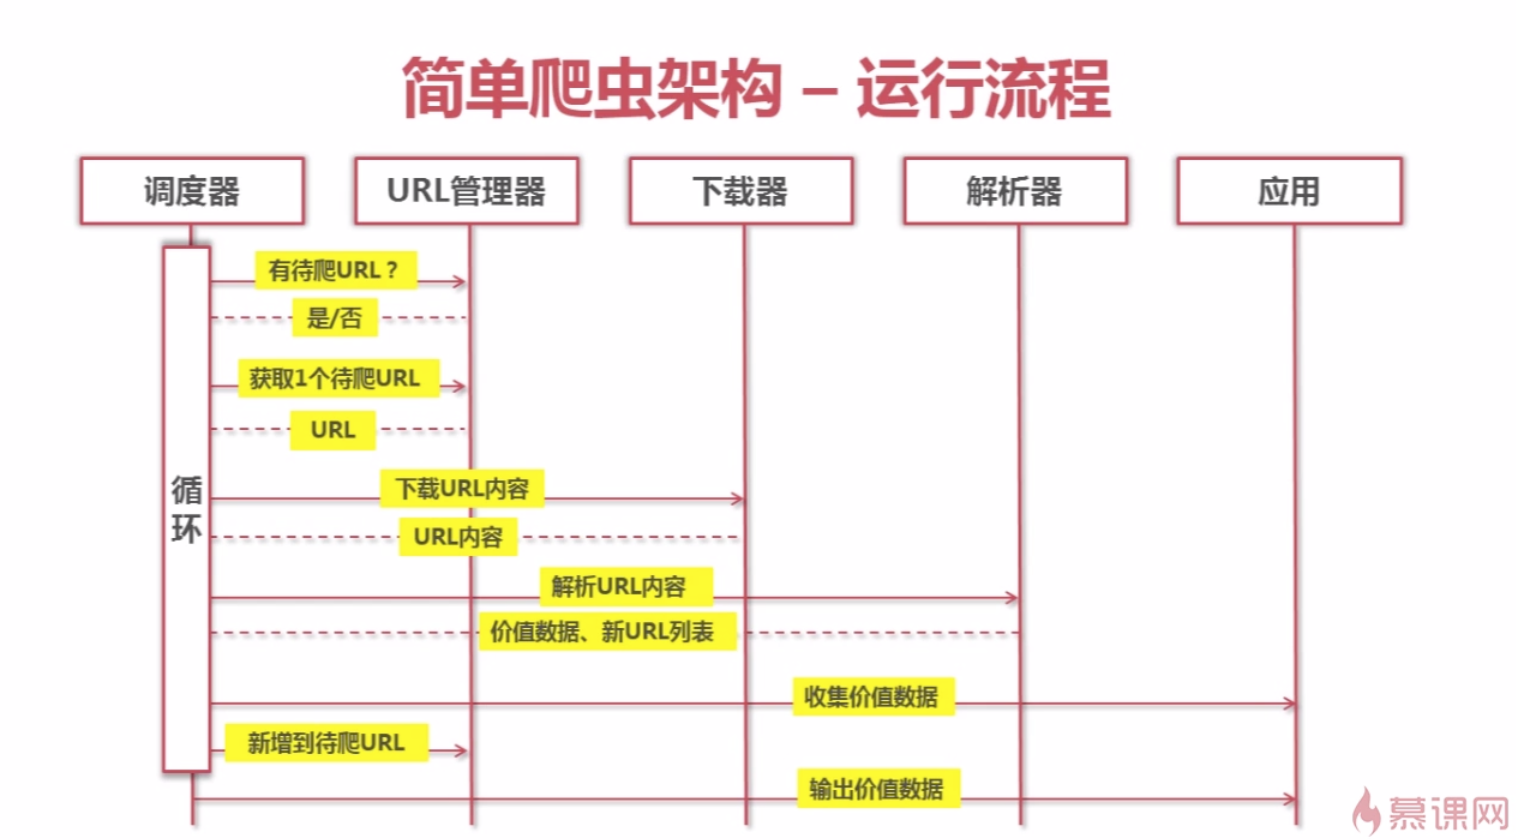 简单爬虫架构 – 运行流程
调度器
URL管理器
下载器
解析器
应用
有待爬URL？
是/否
获取1个待爬URL
URL
循环
下载URL内容
URL内容
解析URL内容
价值数据、新URL列表
收集价值数据
新增到待爬URL
输出价值数据
慕课网